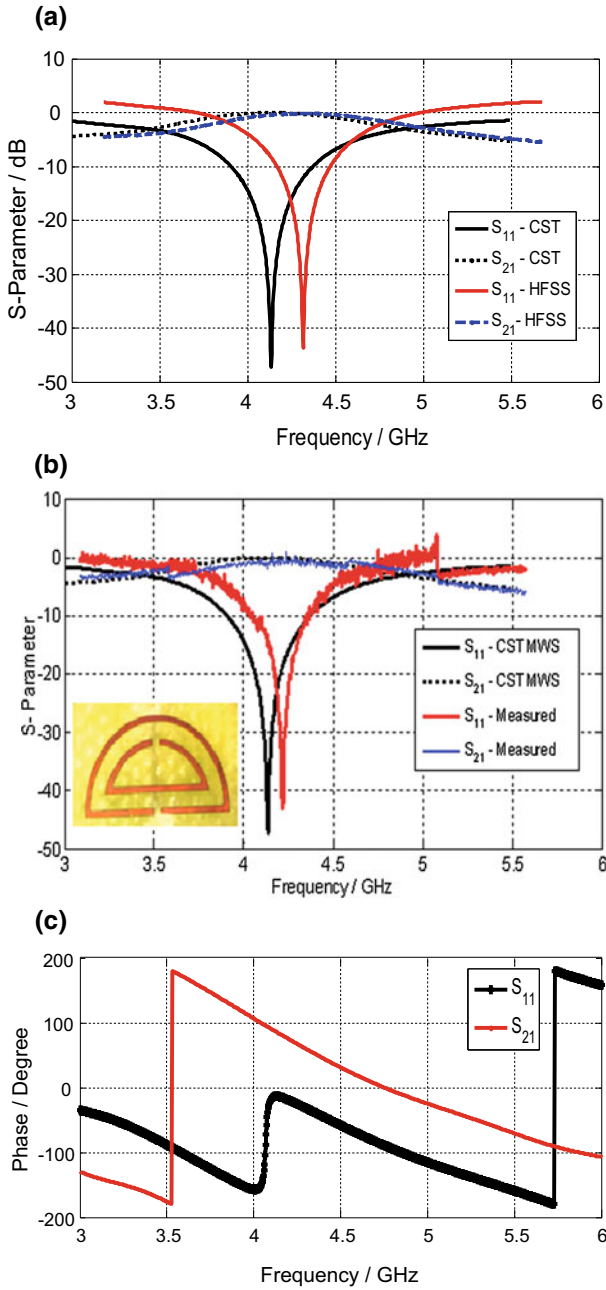 (a)
10
0
-10
-20
-30
-40
-50
S-Parameter / dB
S11 - CST
S21 - CST
S11 - HFSS
S21 - HFSS
3 3.5 4 4.5 5 5.5 6
Frequency / GHz
(b)
10
0
-10
-20
-30
-40
-50
S- Parameter
S11 - CST MWS
S21 - CST MWS
S11 - Measured
S21 - Measured
3 3.5 4 4.5 5 5.5 6
Frequency / GHz
(c)
200
100
0
-100
-200
Phase / Degree
S11
S21
3 3.5 4 4.5 5 5.5 6
Frequency / GHz